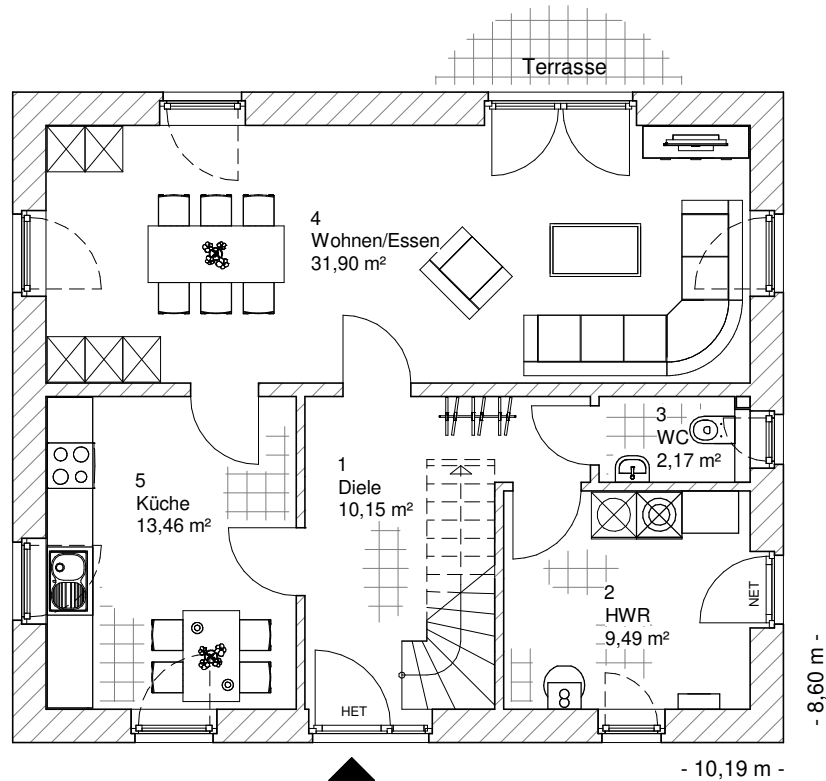 Terrasse
4
Wohnen/Essen
31,90 m²
3
WC
2,17 m²
1
Diele
10,15 m²
5
Küche
13,46 m²
2
HWR
9,49 m²
NET
HET
- 8,60 m -
- 10,19 m -